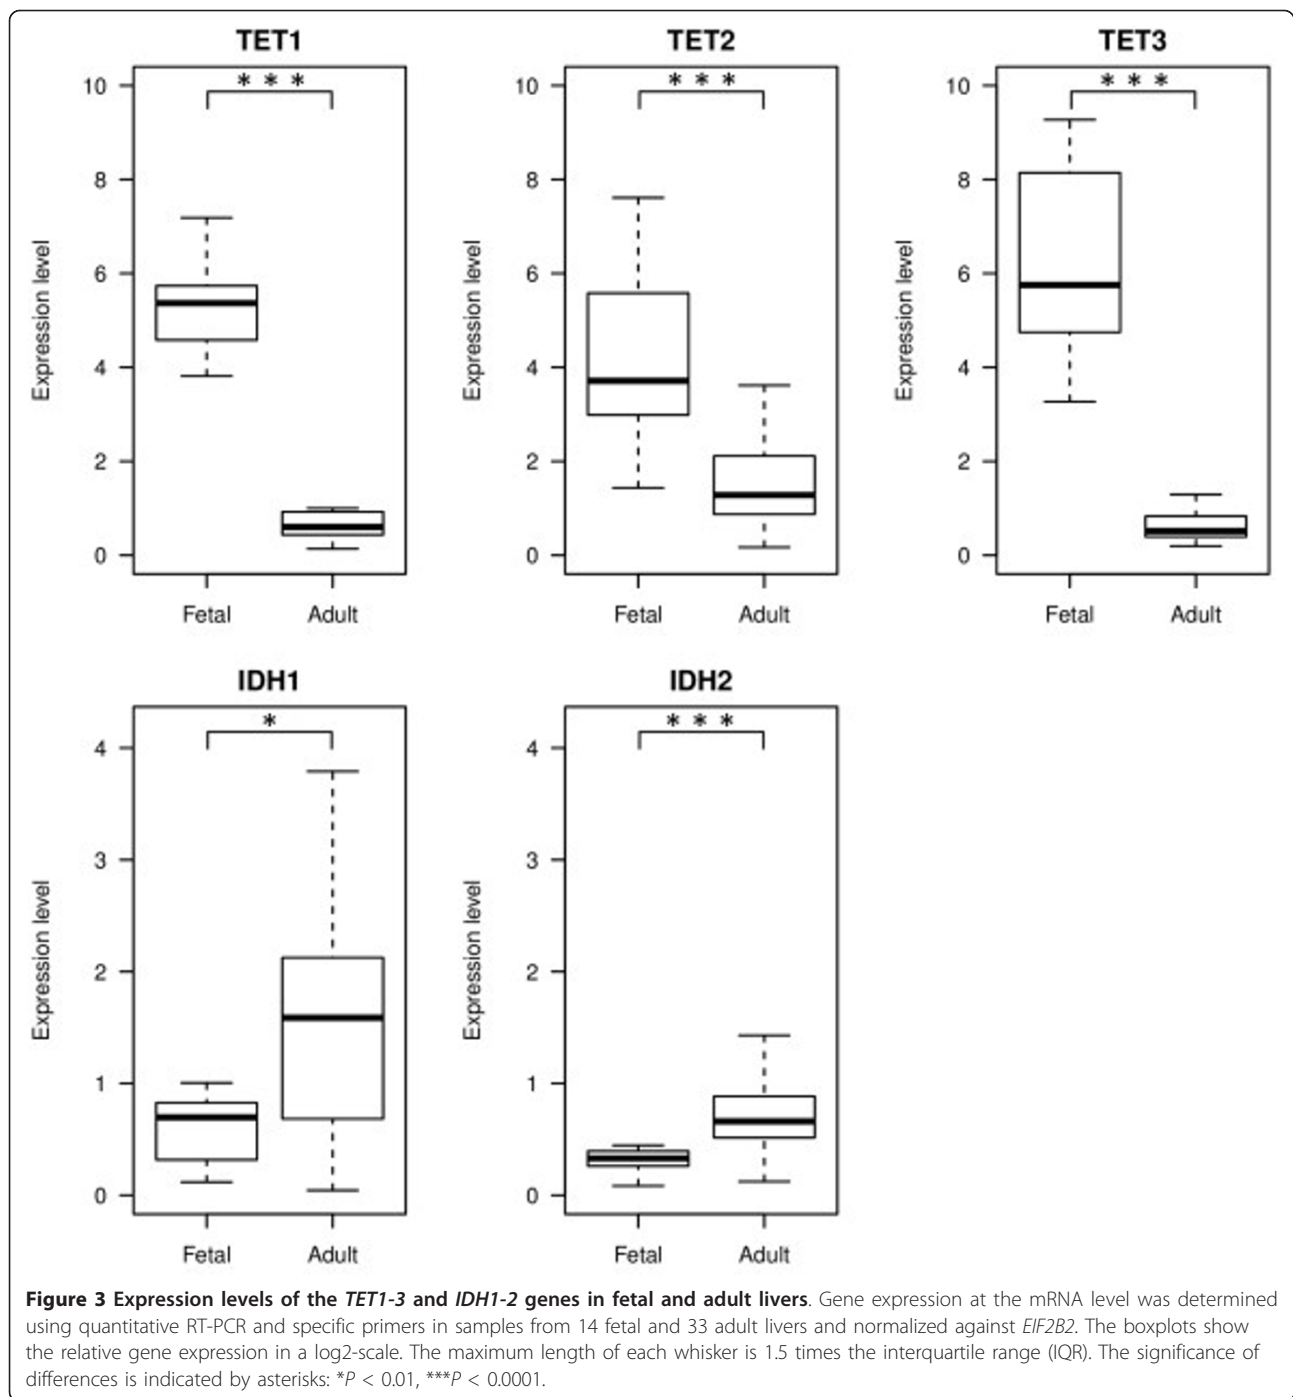 TET1
* * *
10
8
6
4
2
0
Expression level
Fetal Adult
TET2
* * *
10
8
6
4
2
0
Expression level
Fetal Adult
TET3
* * *
10
8
6
4
2
0
Expression level
Fetal Adult
IDH1
*
4
3
2
1
0
Expression level
Fetal Adult
IDH2
* * *
4
3
2
1
0
Expression level
Fetal Adult
Figure 3 Expression levels of the TET1-3 and IDH1-2 genes in fetal and adult livers. Gene expression at the mRNA level was determined
using quantitative RT-PCR and specific primers in samples from 14 fetal and 33 adult livers and normalized against EIF2B2. The boxplots show
the relative gene expression in a log2-scale. The maximum length of each whisker is 1.5 times the interquartile range (IQR). The significance of
differences is indicated by asterisks: *P < 0.01, ***P < 0.0001.